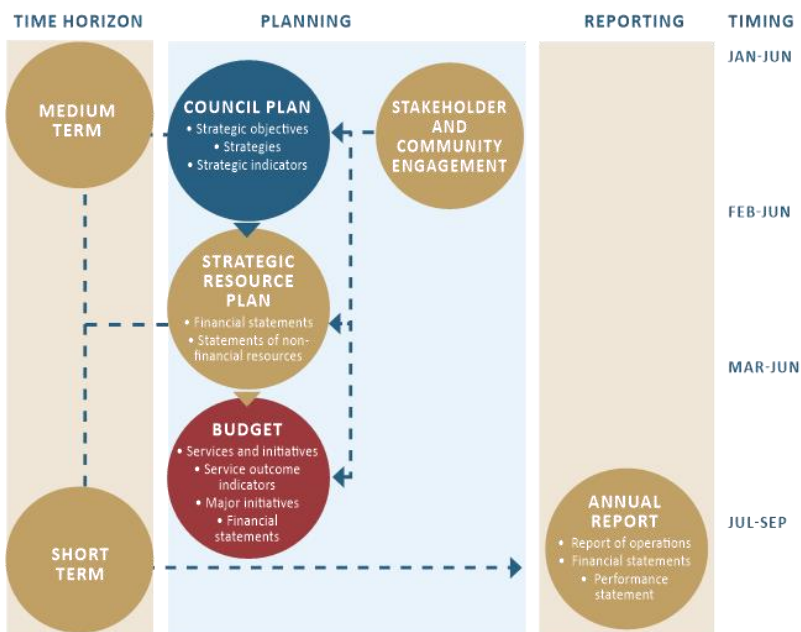 TIME HORIZON
PLANNING
REPORTING
TIMING
JAN-JUN
MEDIUM
TERM
COUNCIL PLAN
• Strategic objectives
• Strategies
• Strategic indicators
STAKEHOLDER
AND
COMMUNITY
ENGAGEMENT
FEB-JUN
STRATEGIC
RESOURCE
PLAN
• Financial statements
• Statements of non-
financial resources
MAR-JUN
BUDGET
• Services and initiatives
• Service outcome
indicators
• Major initiatives
• Financial
statements
SHORT
TERM
ANNUAL
REPORT
• Report of operations
• Financial statements
• Performance
statement
JUL-SEP